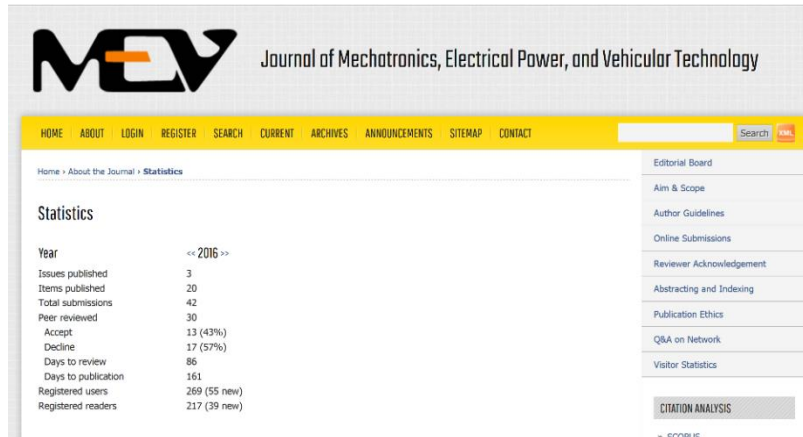 MEV
Journal of Mechatronics, Electrical Power, and Vehicular Technology
HOME ABOUT LOGIN REGISTER SEARCH CURRENT ARCHIVES ANNOUNCEMENTS SITEMAP CONTACT Search XML
Home › About the Journal › Statistics
Statistics
Year << 2016 >>
Issues published 3
Items published 20
Total submissions 42
Peer reviewed 30
Accept 13 (43%)
Decline 17 (57%)
Days to review 86
Days to publication 161
Registered users 269 (55 new)
Registered readers 217 (39 new)
Editorial Board
Aim & Scope
Author Guidelines
Online Submissions
Reviewer Acknowledgement
Abstracting and Indexing
Publication Ethics
Q&A on Network
Visitor Statistics
CITATION ANALYSIS
SCOPUS